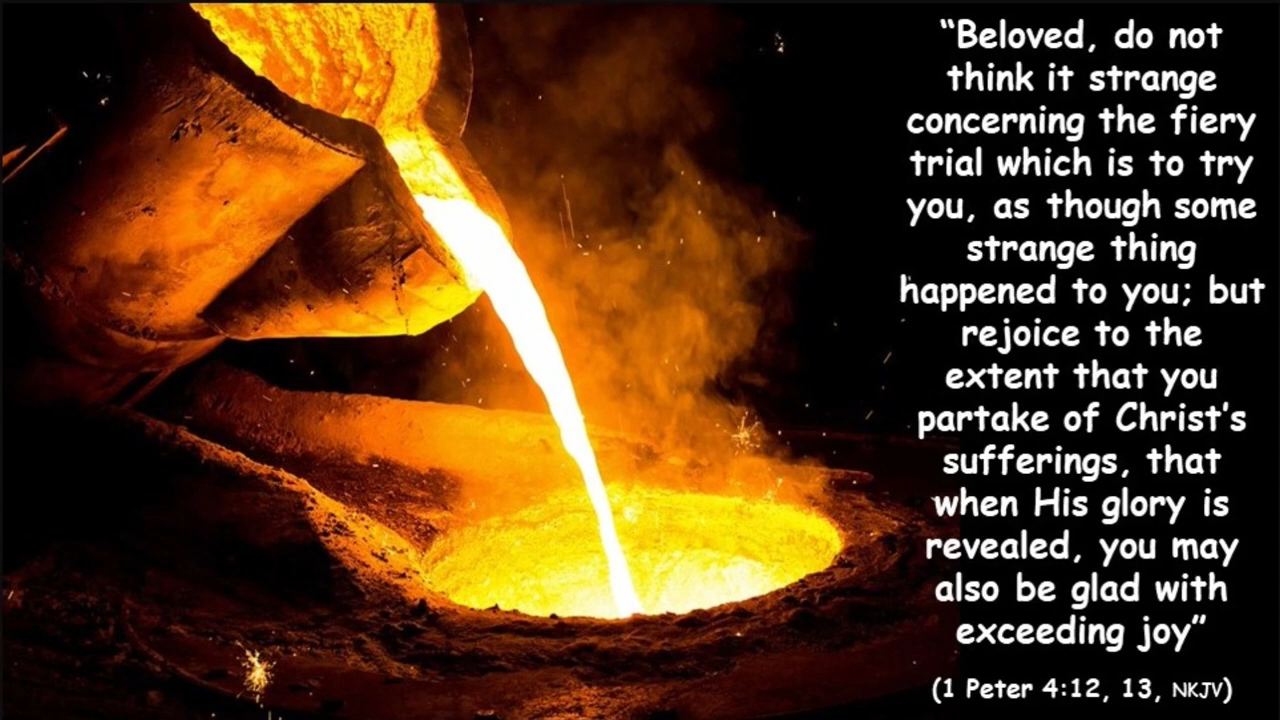 “Beloved, do not
think it strange
concerning the fiery
trial which is to try
you, as though some
strange thing
happened to you; but
rejoice to the
extent that you
partake of Christ’s
sufferings, that
when His glory is
revealed, you may
also be glad with
exceeding joy”
(1 Peter 4:12, 13, NKJV)